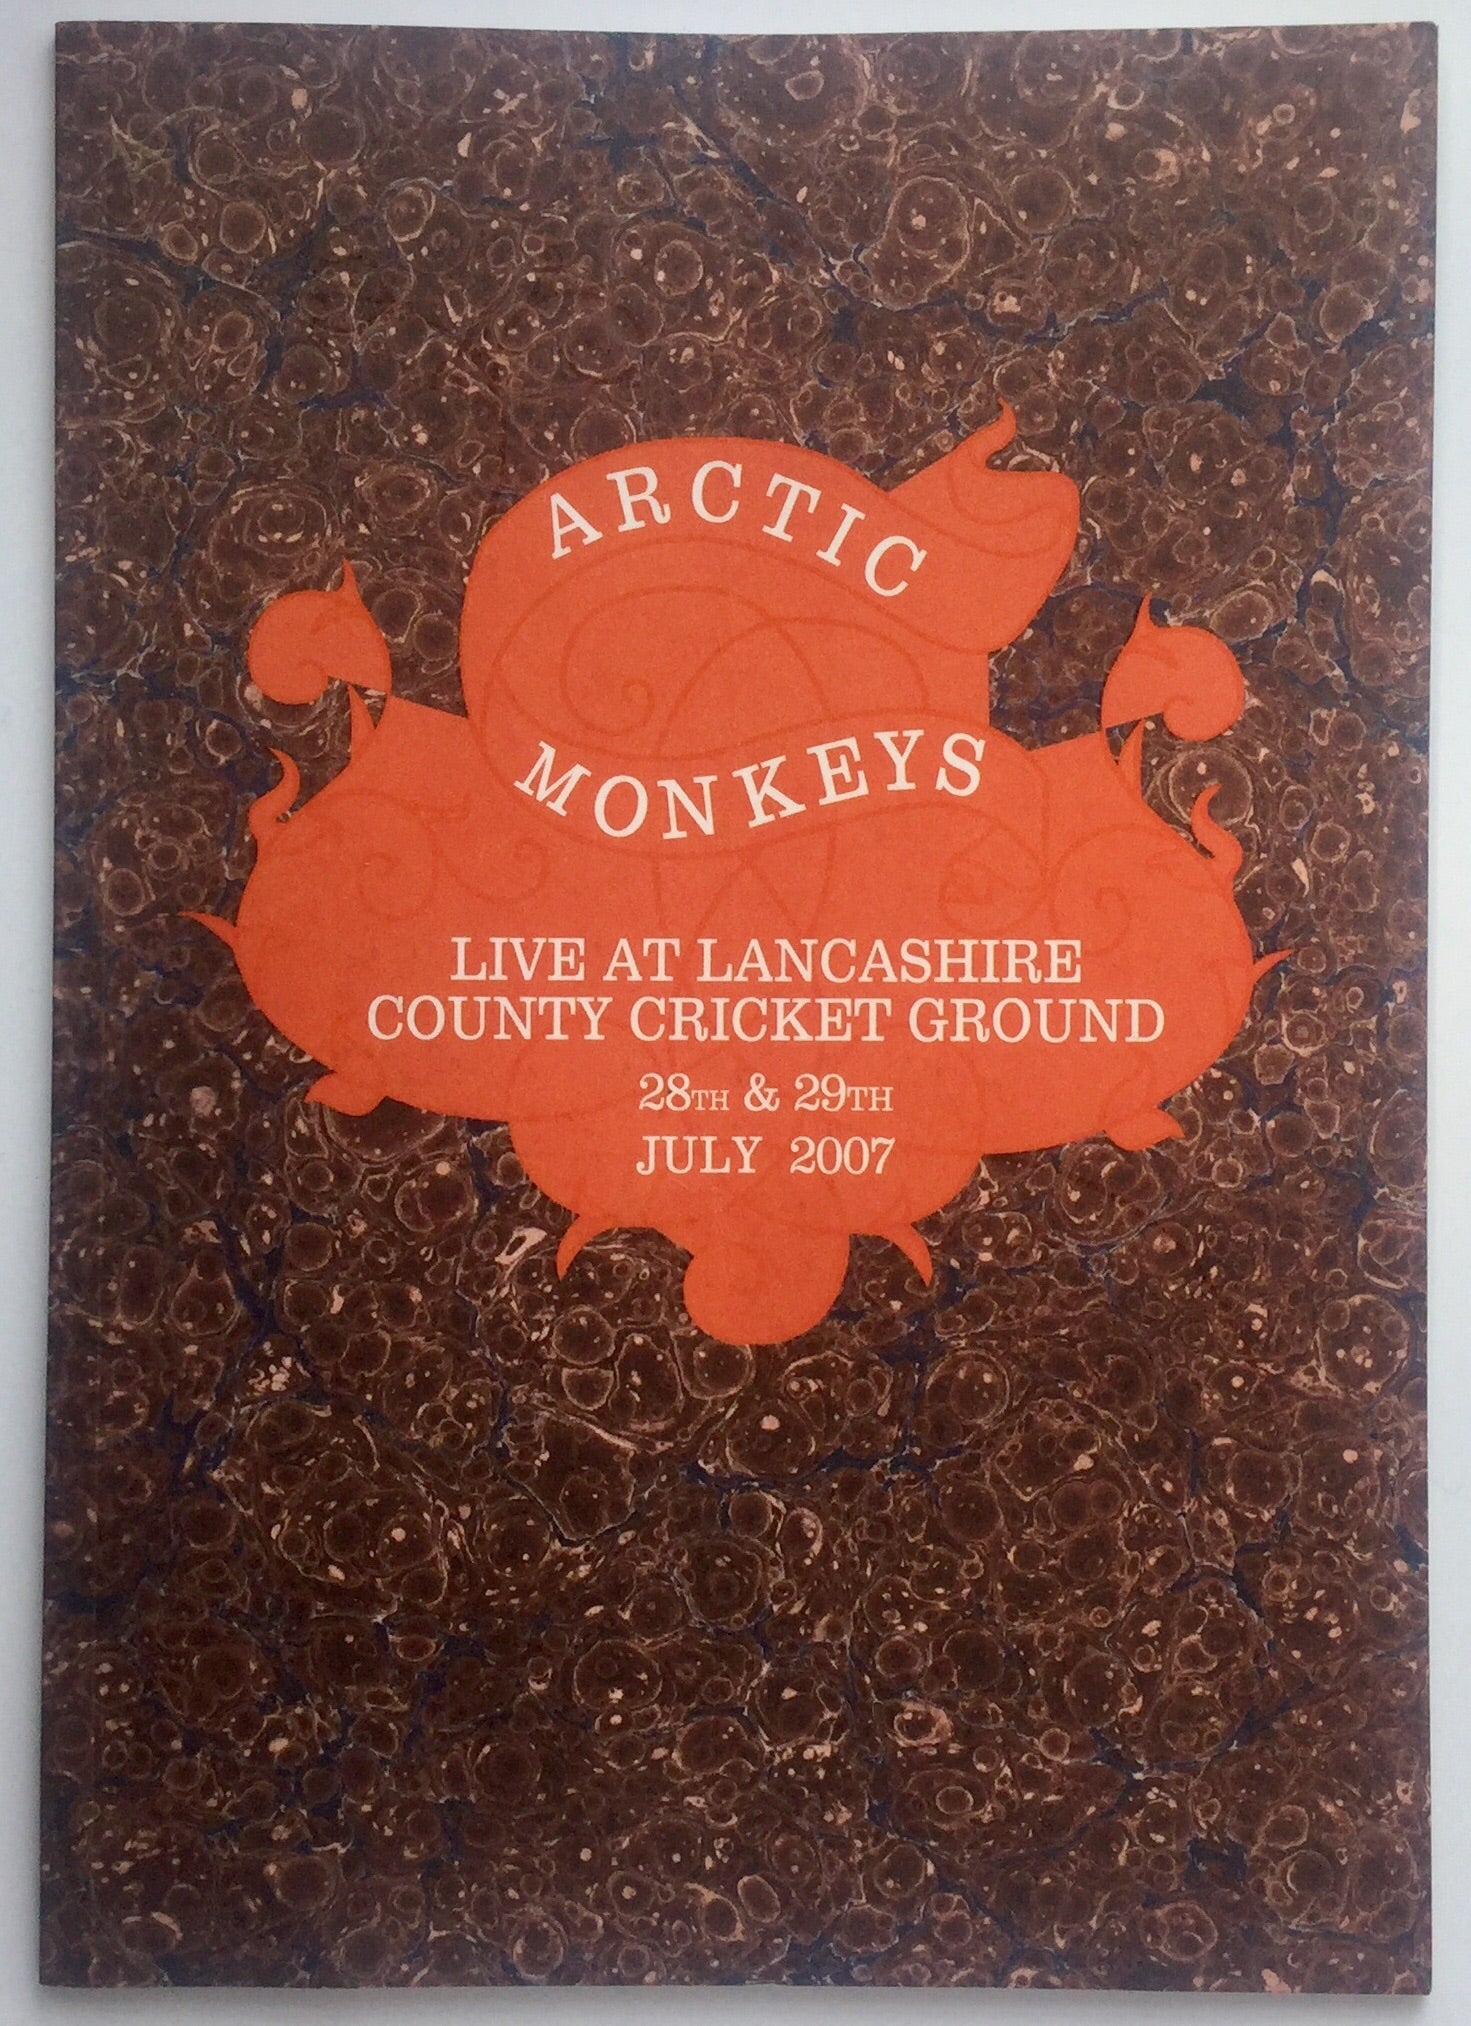 ARCTIC
MONKEYS
LIVE AT LANCASHIRE
COUNTY CRICKET GROUND
28TH & 29TH
JULY 2007